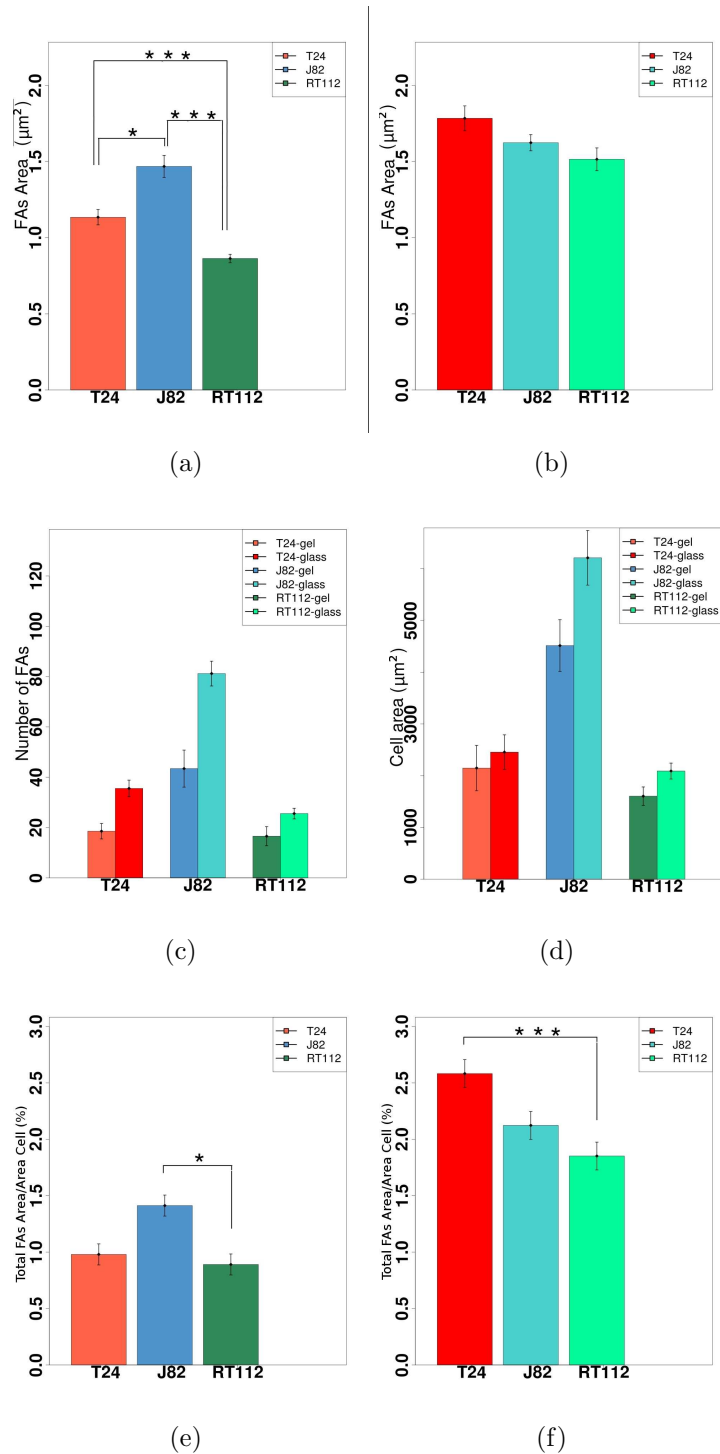 FAs Area (µm²)
0.0 0.5 1.0 1.5 2.0
T24
J82
RT112
* * *
*
* * *
T24 J82 RT112
(a)
FAs Area (µm²)
0.0 0.5 1.0 1.5 2.0
T24
J82
RT112
T24 J82 RT112
(b)
Number of FAs
0 20 40 60 80 100 120
T24-gel
T24-glass
J82-gel
J82-glass
RT112-gel
RT112-glass
T24 J82 RT112
(c)
Cell area (µm²)
0 1000 3000 5000
T24-gel
T24-glass
J82-gel
J82-glass
RT112-gel
RT112-glass
T24 J82 RT112
(d)
Total FAs Area/Area Cell (%)
0.0 0.5 1.0 1.5 2.0 2.5 3.0
T24
J82
RT112
*
T24 J82 RT112
(e)
Total FAs Area/Area Cell (%)
0.0 0.5 1.0 1.5 2.0 2.5 3.0
T24
J82
RT112
* * *
T24 J82 RT112
(f)